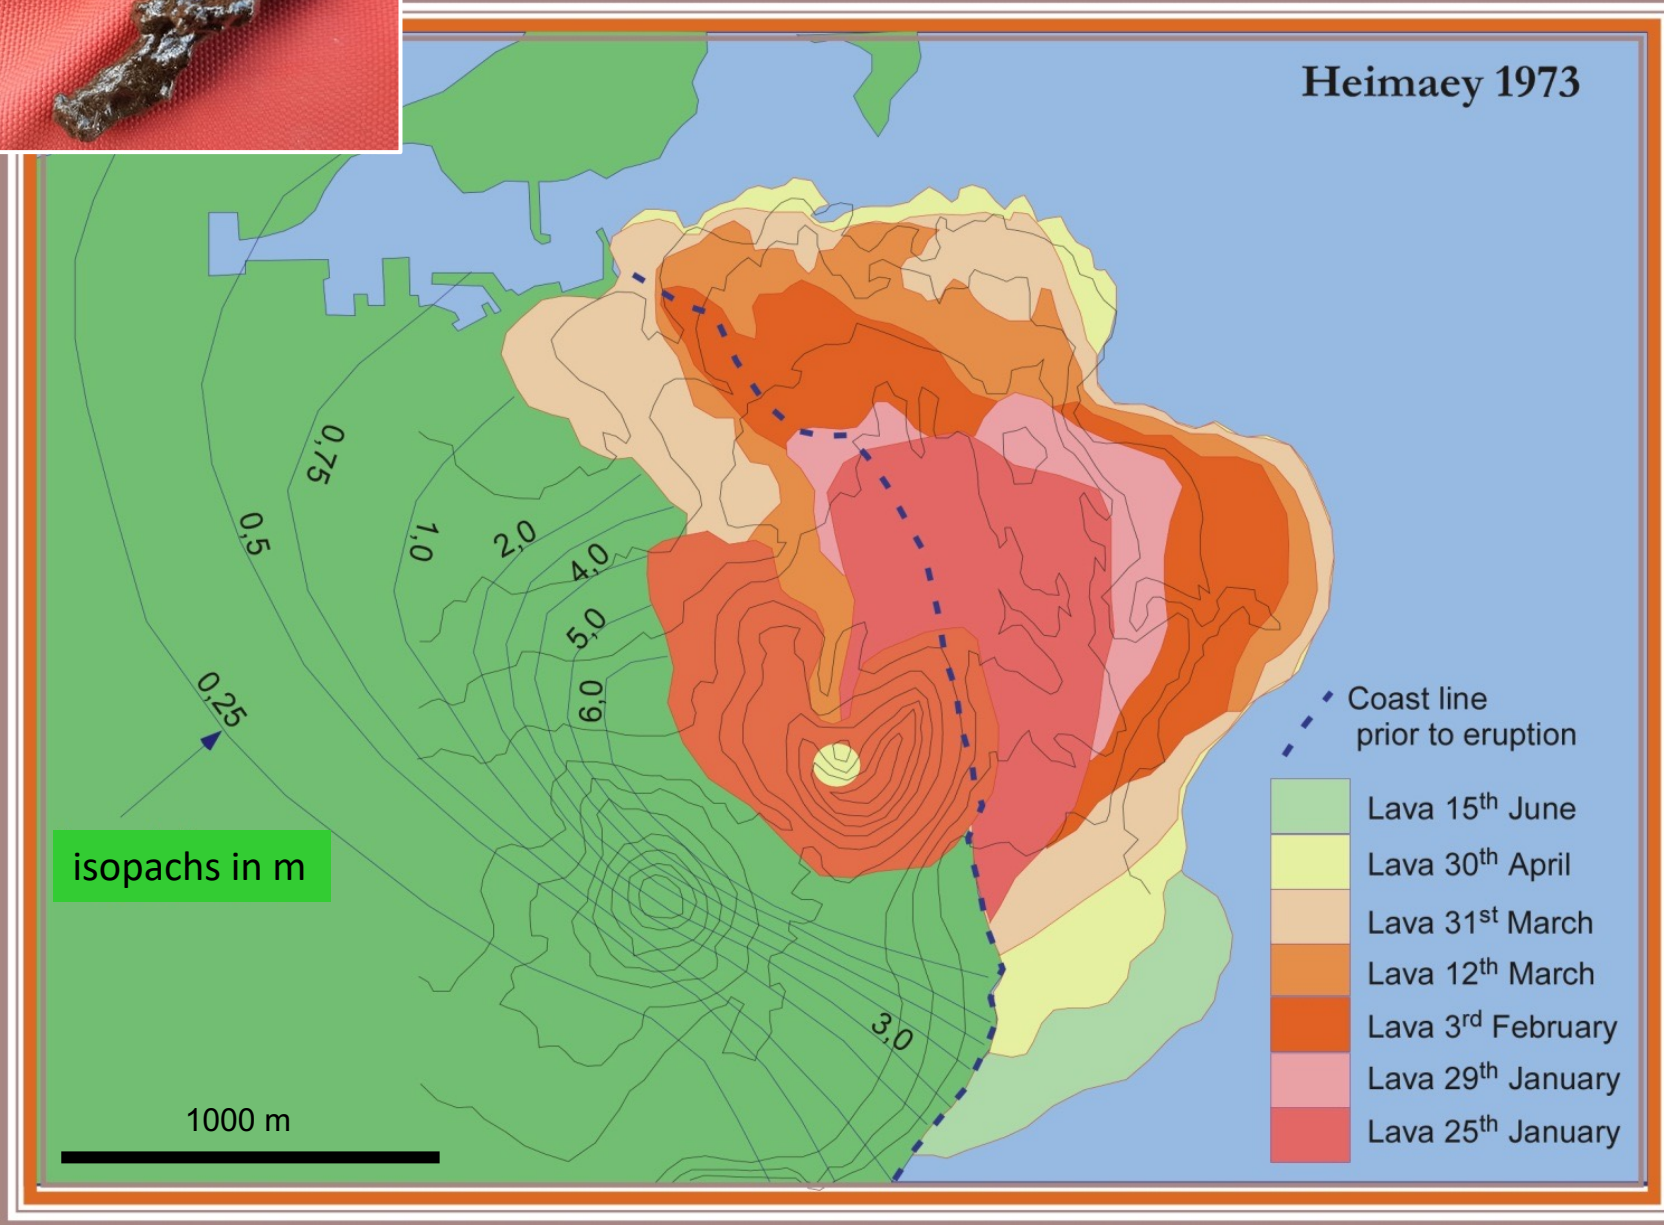 Heimaey 1973
0,75
0,5
1,0
2,0
4,0
5,0
6,0
0,25
3,0
isopachs in m
1000 m
Coast line
prior to eruption
Lava 15th June
Lava 30th April
Lava 31st March
Lava 12th March
Lava 3rd February
Lava 29th January
Lava 25th January